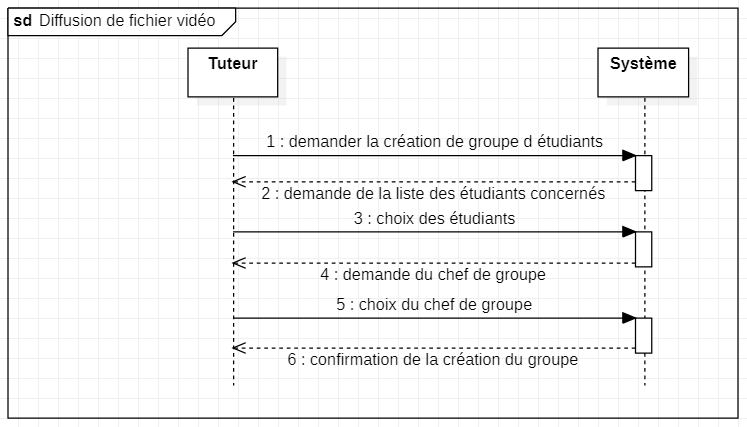 sd Diffusion de fichier vidéo
Tuteur
Système
1 : demander la création de groupe d étudiants
2 : demande de la liste des étudiants concernés
3 : choix des étudiants
4 : demande du chef de groupe
5 : choix du chef de groupe
6 : confirmation de la création du groupe